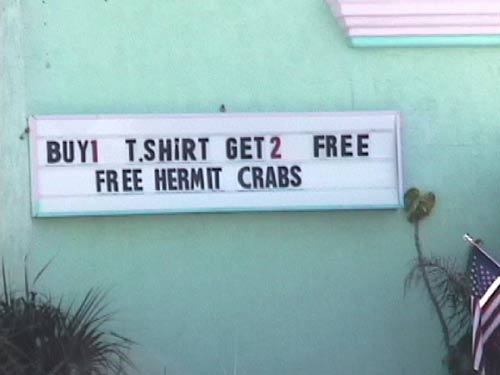 BUY1 T.SHiRT GET2 FREE
FREE HERMIT CRABS